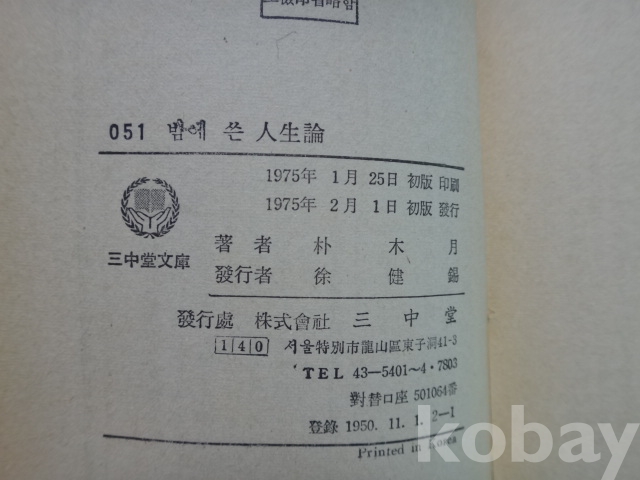 051 밤에 쓴 人生論
1975年 1月 25日 初版 印刷
1975年 2月 1日 初版 發行
三中堂文庫
著者 朴木月
發行者 徐健錫
發行處 株式會社 三中堂
140 서울特別市龍山區東子洞41-3
TEL 43-5401~4·7803
對替口座 501064番
登錄 1950. 11. 1. 2-1
Printed in Korea
kobay